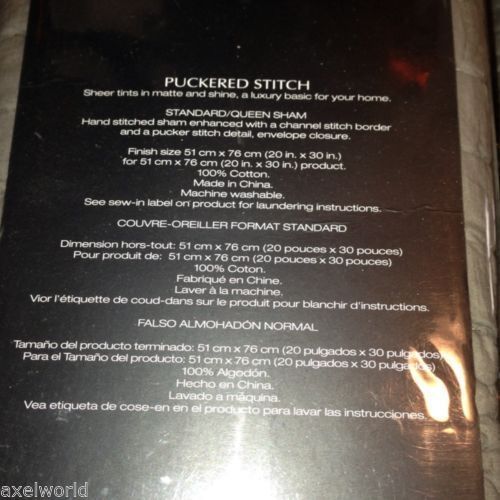 PUCKERED STITCH
Sheer tints in matte and shine, a luxury basic for your home.
STANDARD/QUEEN SHAM
Hand stitched sham enhanced with a channel stitch border
and a pucker stitch detail, envelope closure.
Finish size 51 cm x 76 cm (20 in. x 30 in.)
for 51 cm x 76 cm (20 in. x 30 in.) product.
100% Cotton.
Made in China.
Machine washable.
See sew-in label on product for laundering instructions.
COUVRE-OREILLER FORMAT STANDARD
Dimension hors-tout: 51 cm x 76 cm (20 pouces x 30 pouces)
Pour produit de: 51 cm x 76 cm (20 pouces x 30 pouces)
100% Coton.
Fabriqué en Chine.
Laver à la machine.
Vior l'étiquette de coud-dans sur le produit pour blanchir d'instructions.
FALSO ALMOHADÓN NORMAL
Tamaño del producto terminado: 51 cm x 76 cm (20 pulgados x 30 pulgados)
Para el Tamaño del producto: 51 cm x 76 cm (20 pulgados x 30 pulgados)
100% Algodón.
Hecho en China.
Lavado a máquina.
Vea etiqueta de cose-en en el producto para lavar las instrucciones.
axelworld